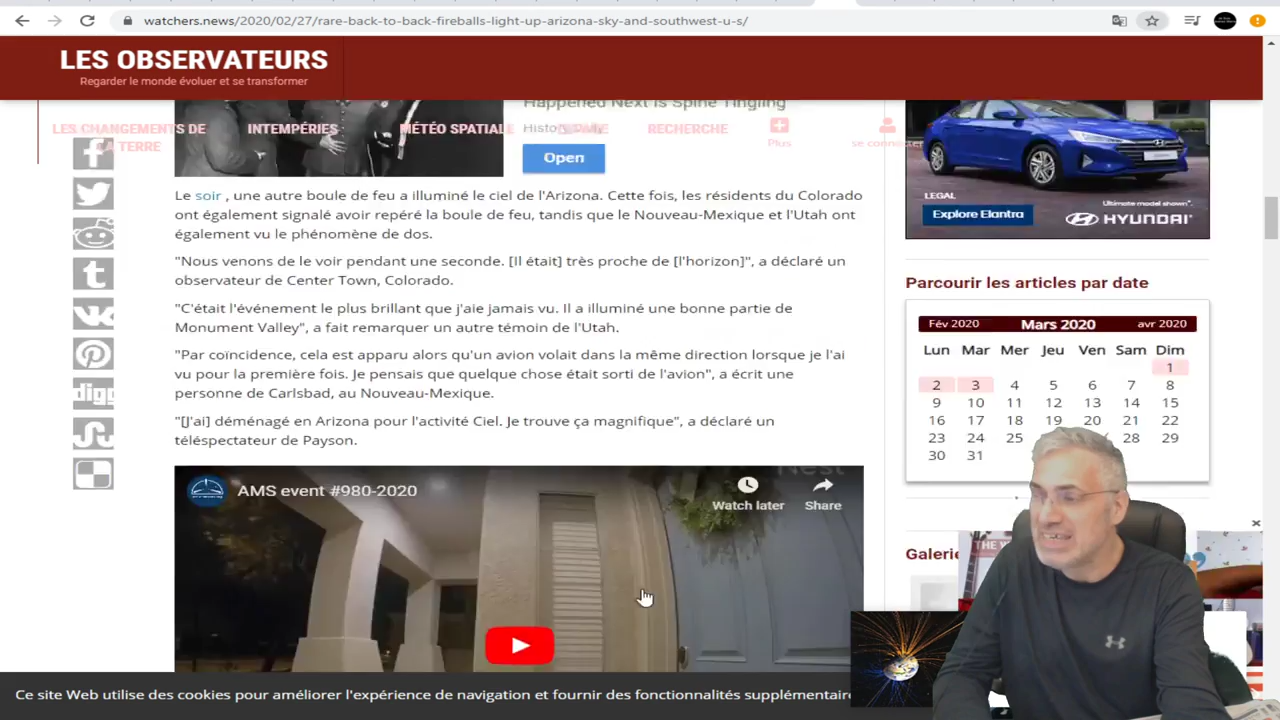 watchers.news/2020/02/27/rare-back-to-back-fireballs-light-up-arizona-sky-and-southwest-u-s/
LES OBSERVATEURS
Regarder le monde évoluer et se transformer
Happened Next Is Spine Tingling
LES CHANGEMENTS DE
LA TERRE
INTEMPÉRIES
MÉTÉO SPATIALE
RECHERCHE
Plus
se connecter
Open
Le soir , une autre boule de feu a illuminé le ciel de l'Arizona. Cette fois, les résidents du Colorado
ont également signalé avoir repéré la boule de feu, tandis que le Nouveau-Mexique et l'Utah ont
également vu le phénomène de dos.
"Nous venons de le voir pendant une seconde. [Il était] très proche de [l'horizon]", a déclaré un
observateur de Center Town, Colorado.
"C'était l'événement le plus brillant que j'aie jamais vu. Il a illuminé une bonne partie de
Monument Valley", a fait remarquer un autre témoin de l'Utah.
"Par coïncidence, cela est apparu alors qu'un avion volait dans la même direction lorsque je l'ai
vu pour la première fois. Je pensais que quelque chose était sorti de l'avion", a écrit une
personne de Carlsbad, au Nouveau-Mexique.
"[J'ai] déménagé en Arizona pour l'activité Ciel. Je trouve ça magnifique", a déclaré un
téléspectateur de Payson.
AMS event #980-2020
Watch later
Share
Nest
LEGAL
Ultimate model shown*.
Explore Elantra
HYUNDAI
Parcourir les articles par date
Fév 2020 Mars 2020 avr 2020
Lun Mar Mer Jeu Ven Sam Dim
1
2 3 4 5 6 7 8
9 10 11 12 13 14 15
16 17 18 19 20 21 22
23 24 25 28 29
30 31
Galerie
THE
digg
Ce site Web utilise des cookies pour améliorer l'expérience de navigation et fournir des fonctionnalités supplémentaire